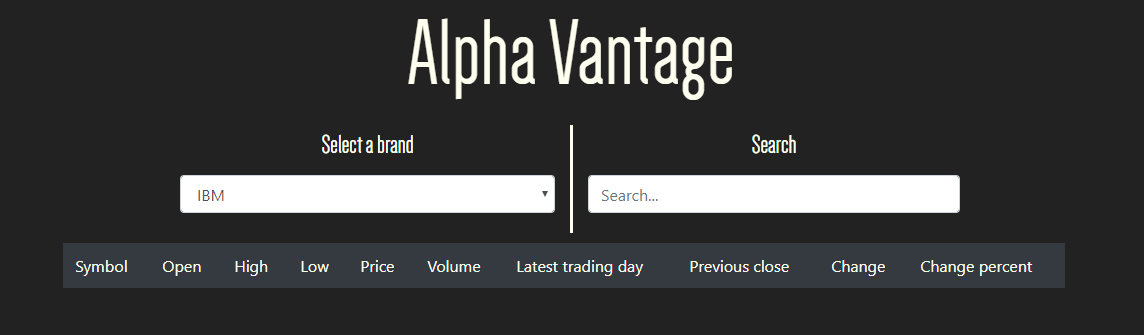 Alpha Vantage
Select a brand
IBM
Search
Search...
Symbol Open High Low Price Volume Latest trading day Previous close Change Change percent